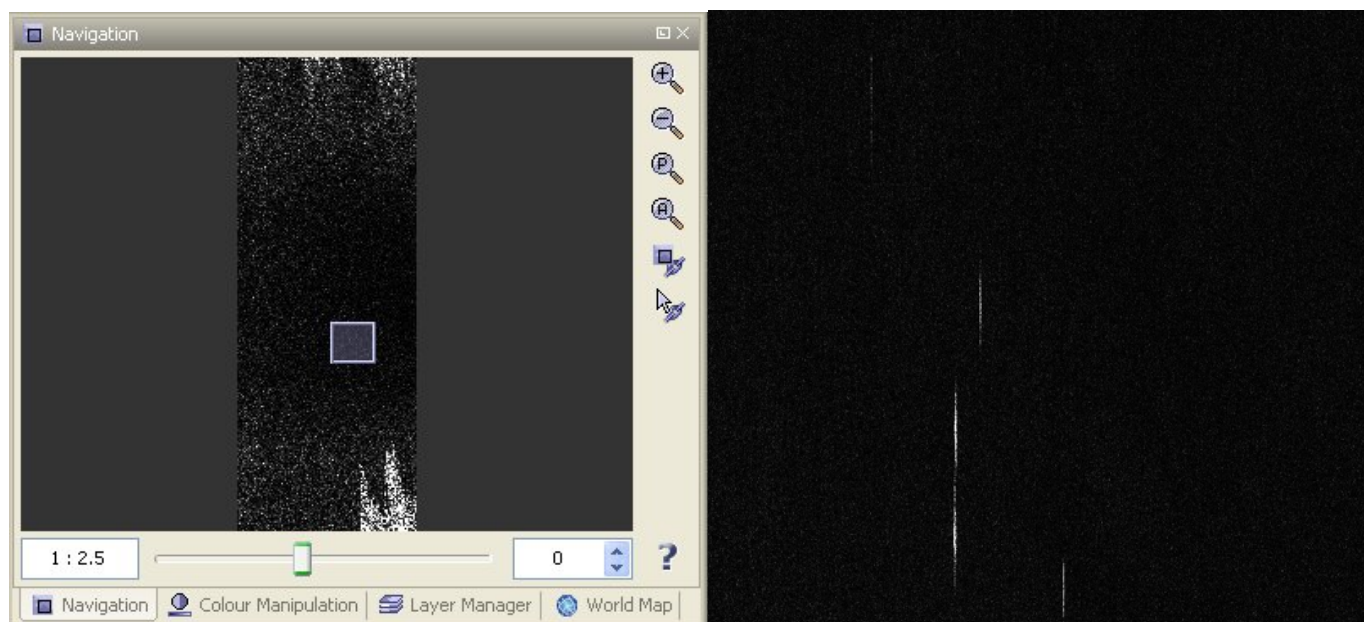 Navigation
1 : 2.5
0
?
Navigation
Colour Manipulation
Layer Manager
World Map